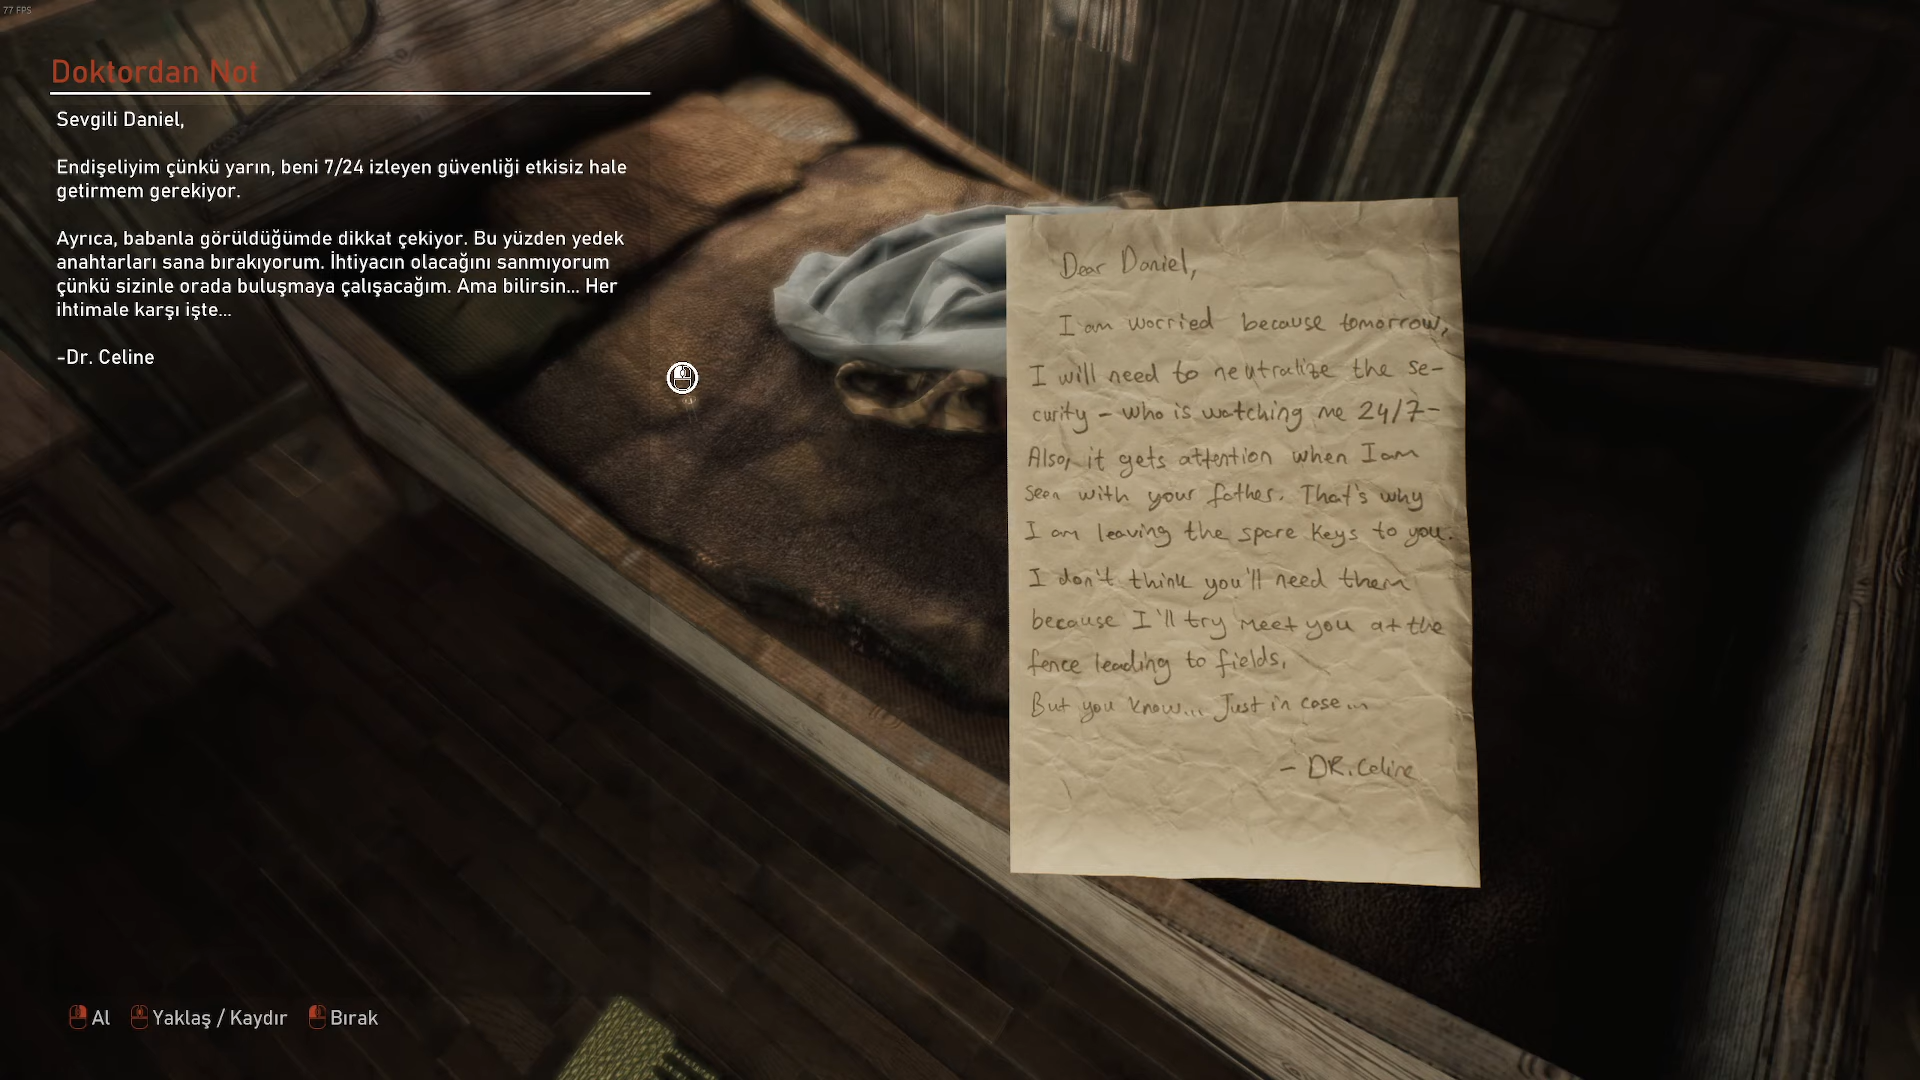 77 FPS
Doktordan Not
Sevgili Daniel,
Endişeliyim çünkü yarın, beni 7/24 izleyen güvenliği etkisiz hale
getirmem gerekiyor.
Ayrıca, babanla görüldüğümde dikkat çekiyor. Bu yüzden yedek
anahtarları sana bırakıyorum. İhtiyacın olacağını sanmıyorum
çünkü sizinle orada buluşmaya çalışacağım. Ama bilirsin... Her
ihtimale karşı işte...
-Dr. Celine
Dear Daniel,
I am worried because tomorrow,
I will need to neutralize the se-
curity - who is watching me 24/7-
Also, it gets attention when I am
seen with your father. That's why
I am leaving the spare keys to you.
I don't think you'll need them
because I'll try meet you at the
fence leading to fields.
But you know... Just in case...
- DR. Celine
Al Yaklaş / Kaydır Bırak